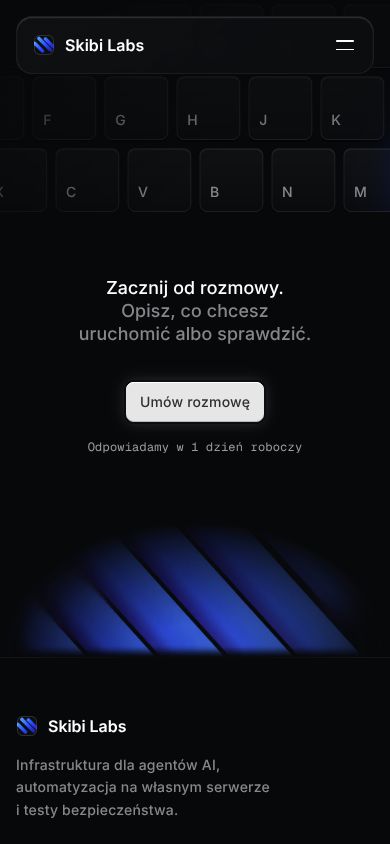 Skibi Labs
F G H J K
X C V B N M
Zacznij od rozmowy.
Opisz, co chcesz
uruchomić albo sprawdzić.
Umów rozmowę
Odpowiadamy w 1 dzień roboczy
Skibi Labs
Infrastruktura dla agentów AI,
automatyzacja na własnym serwerze
i testy bezpieczeństwa.